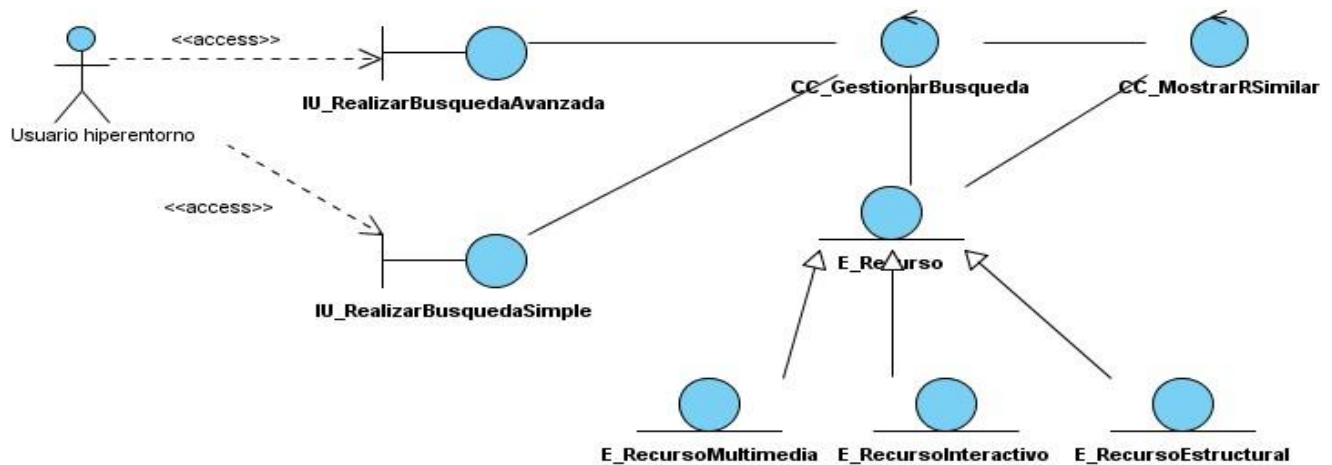 <<access>>
IU_RealizarBusquedaAvanzada
CC_GestionarBusqueda
CC_MostrarRSimilar
Usuario hiperentorno
<<access>>
E_Recurso
IU_RealizarBusquedaSimple
E_RecursoMultimedia
E_RecursoInteractivo
E_RecursoEstructural